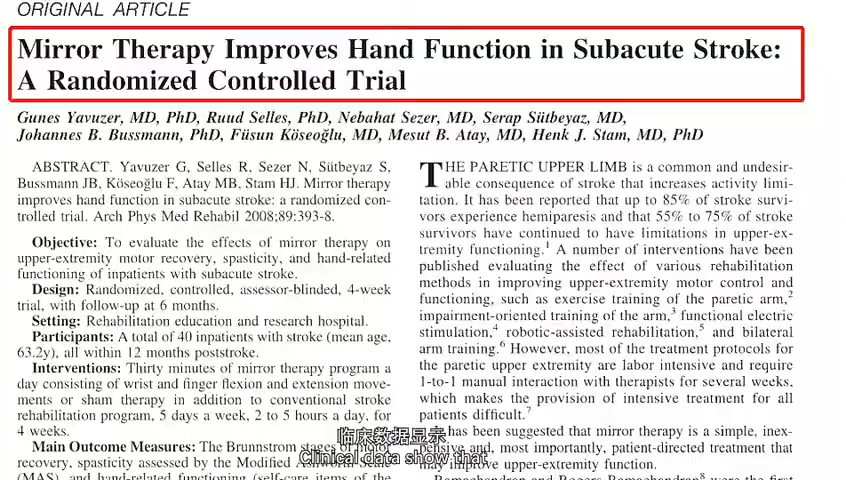 ORIGINAL ARTICLE
Mirror Therapy Improves Hand Function in Subacute Stroke:
A Randomized Controlled Trial
Gunes Yavuzer, MD, PhD, Ruud Selles, PhD, Nebahat Sezer, MD, Serap Sütbeyaz, MD,
Johannes B. Bussmann, PhD, Füsun Köseoğlu, MD, Mesut B. Atay, MD, Henk J. Stam, MD, PhD
ABSTRACT. Yavuzer G, Selles R, Sezer N, Sütbeyaz S,
Bussmann JB, Köseoğlu F, Atay MB, Stam HJ. Mirror therapy
improves hand function in subacute stroke: a randomized con-
trolled trial. Arch Phys Med Rehabil 2008;89:393-8.
Objective: To evaluate the effects of mirror therapy on
upper-extremity motor recovery, spasticity, and hand-related
functioning of inpatients with subacute stroke.
Design: Randomized, controlled, assessor-blinded, 4-week
trial, with follow-up at 6 months.
Setting: Rehabilitation education and research hospital.
Participants: A total of 40 inpatients with stroke (mean age,
63.2y), all within 12 months poststroke.
Interventions: Thirty minutes of mirror therapy program a
day consisting of wrist and finger flexion and extension move-
ments or sham therapy in addition to conventional stroke
rehabilitation program, 5 days a week, 2 to 5 hours a day, for
4 weeks.
Main Outcome Measures: The Brunnstrom stages of motor
recovery, spasticity assessed by the Modified Ashworth Scale
(MAS), and hand-related functioning (self-care items of the
THE PARETIC UPPER LIMB is a common and undesir-
able consequence of stroke that increases activity limi-
tation. It has been reported that up to 85% of stroke survi-
vors experience hemiparesis and that 55% to 75% of stroke
survivors have continued to have limitations in upper-ex-
tremity functioning.1 A number of interventions have been
published evaluating the effect of various rehabilitation
methods in improving upper-extremity motor control and
functioning, such as exercise training of the paretic arm,2
impairment-oriented training of the arm,3 functional electric
stimulation,4 robotic-assisted rehabilitation,5 and bilateral
arm training.6 However, most of the treatment protocols for
the paretic upper extremity are labor intensive and require
1-to-1 manual interaction with therapists for several weeks,
which makes the provision of intensive treatment for all
patients difficult.7
has been suggested that mirror therapy is a simple, inex-
pensive and, most importantly, patient-directed treatment that
may improve upper-extremity function.
Ramachandran and Rogers-Ramachandran8 were the first
临床数据显示
Clinical data show that